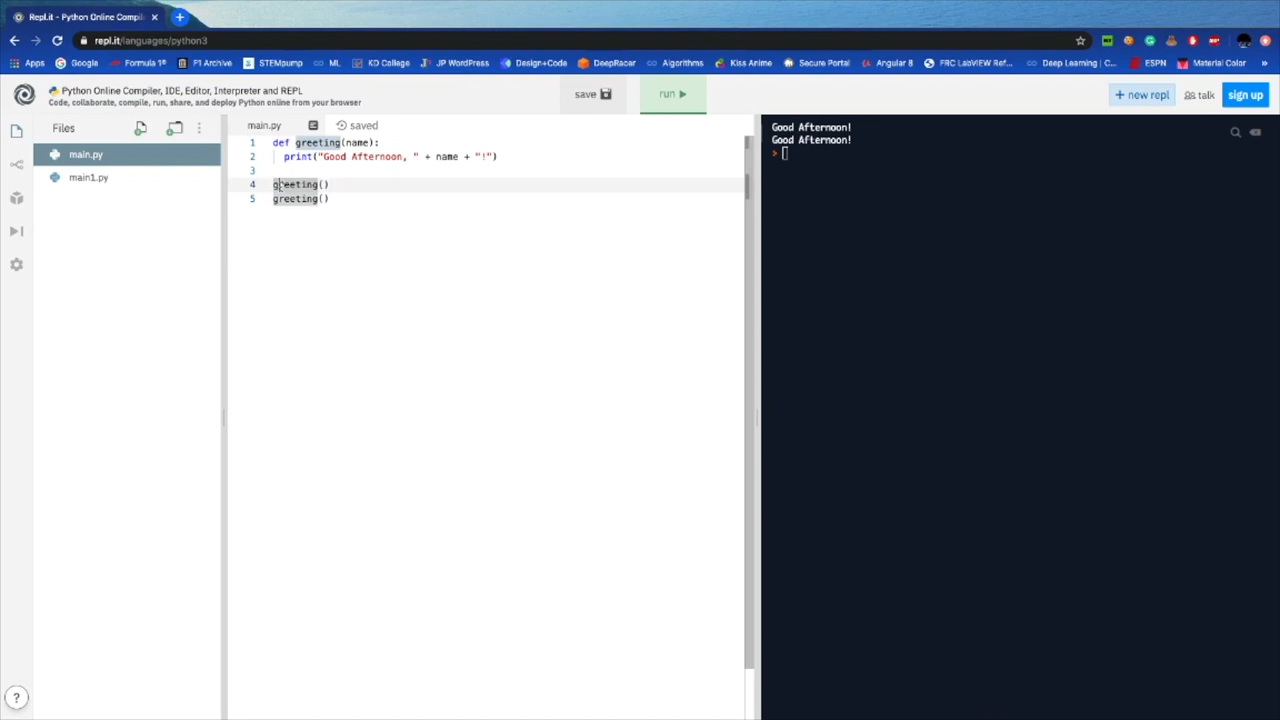 Repl.it - Python Online Compil
repl.it/languages/python3
Apps Google Formula 1® F1 Archive STEMpump ML KD College JP WordPress Design+Code DeepRacer Algorithms Kiss Anime Secure Portal Angular 8 FRC LabVIEW Ref... Deep Learning | C... ESPN Material Color »
Python Online Compiler, IDE, Editor, Interpreter and REPL
Code, collaborate, compile, run, share, and deploy Python online from your browser
save run + new repl talk sign up
Files
main.py
main1.py
main.py saved
1 def greeting(name):
2 print("Good Afternoon, " + name + "!")
3
4 greeting()
5 greeting()
Good Afternoon!
Good Afternoon!
>
?